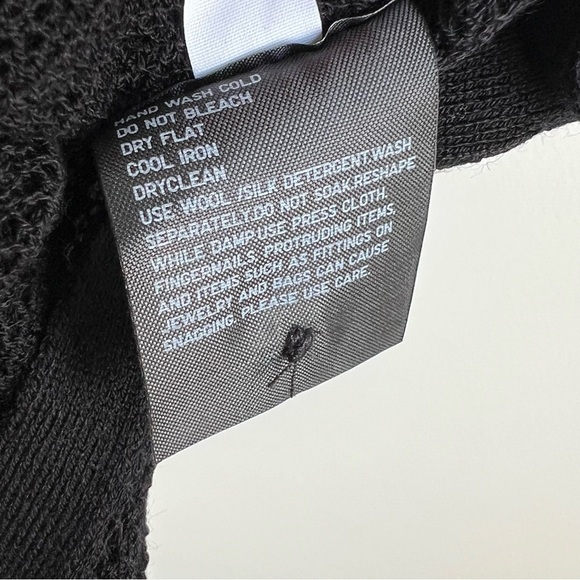 HAND WASH COLD
DO NOT BLEACH
DRY FLAT
COOL IRON
DRYCLEAN
USE WOOL /SILK DETERGENT.WASH
SEPARATELY.DO NOT SOAK.RESHAPE
WHILE DAMP.USE PRESS CLOTH.
FINGERNAILS, PROTRUDING ITEMS
AND ITEMS SUCH AS FITTINGS ON
JEWELRY AND BAGS CAN CAUSE
SNAGGING. PLEASE USE CARE